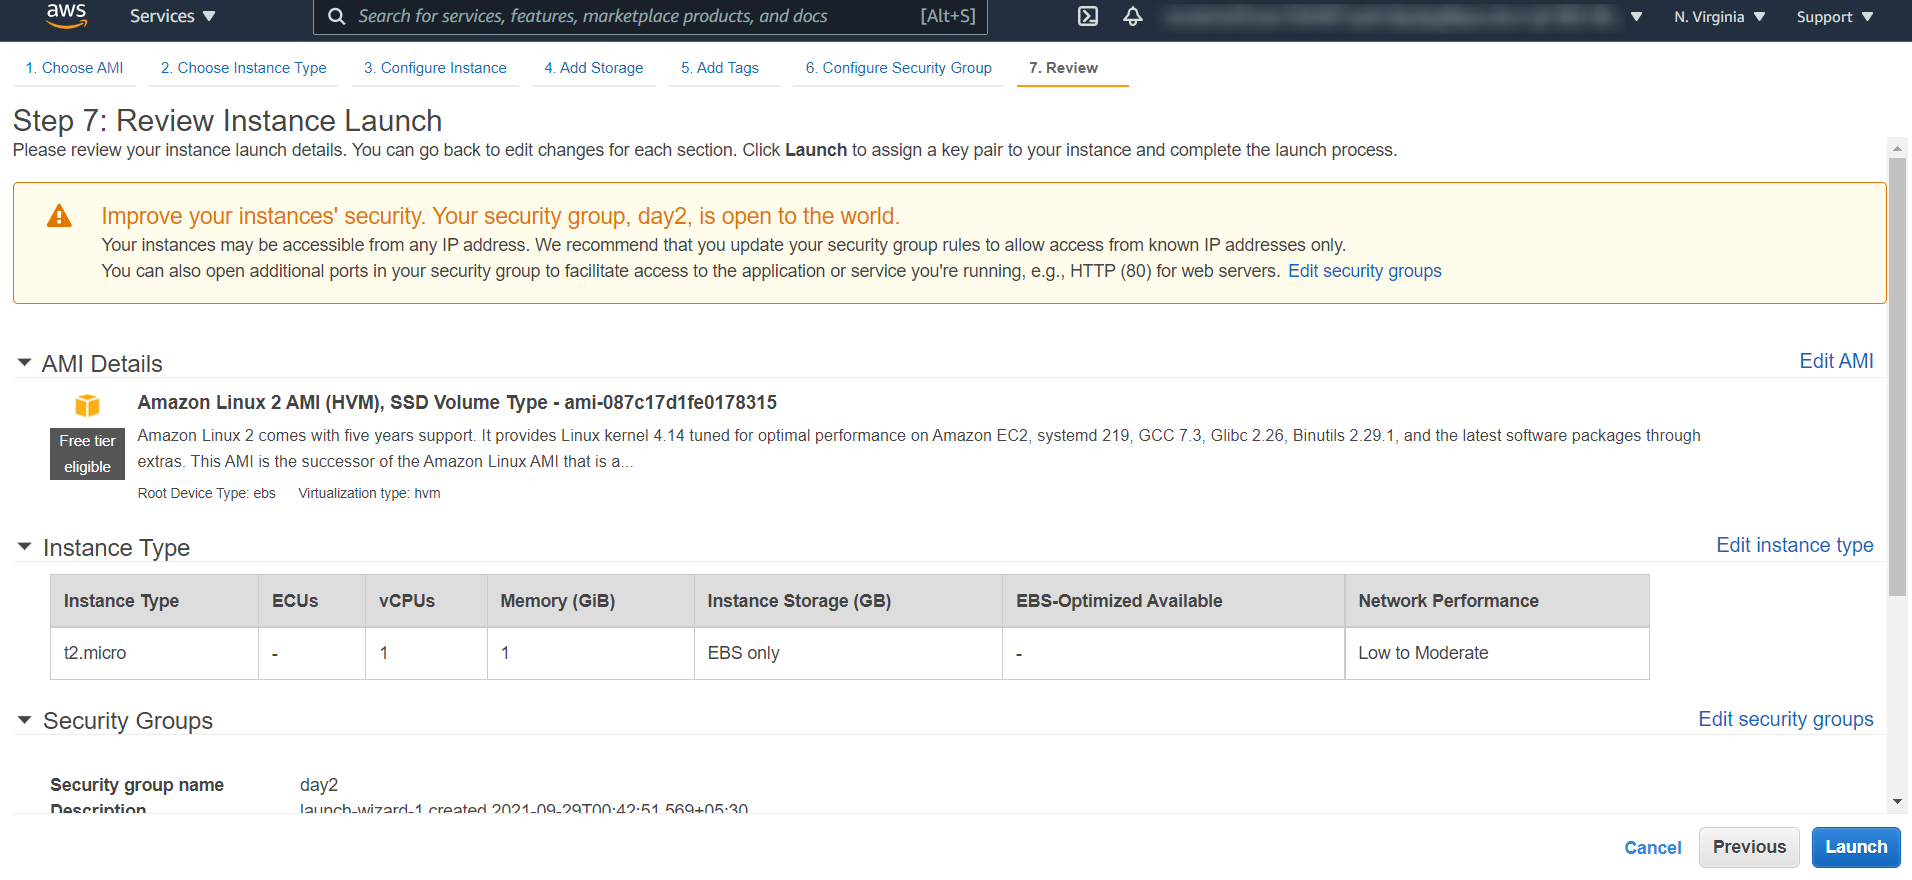 aws
Services
Search for services, features, marketplace products, and docs [Alt+S]
N. Virginia
Support
1. Choose AMI 2. Choose Instance Type 3. Configure Instance 4. Add Storage 5. Add Tags 6. Configure Security Group 7. Review
Step 7: Review Instance Launch
Please review your instance launch details. You can go back to edit changes for each section. Click Launch to assign a key pair to your instance and complete the launch process.
Improve your instances' security. Your security group, day2, is open to the world.
Your instances may be accessible from any IP address. We recommend that you update your security group rules to allow access from known IP addresses only.
You can also open additional ports in your security group to facilitate access to the application or service you're running, e.g., HTTP (80) for web servers. Edit security groups
AMI Details Edit AMI
Amazon Linux 2 AMI (HVM), SSD Volume Type - ami-087c17d1fe0178315
Free tier
eligible
Amazon Linux 2 comes with five years support. It provides Linux kernel 4.14 tuned for optimal performance on Amazon EC2, systemd 219, GCC 7.3, Glibc 2.26, Binutils 2.29.1, and the latest software packages through
extras. This AMI is the successor of the Amazon Linux AMI that is a...
Root Device Type: ebs Virtualization type: hvm
Instance Type Edit instance type
Instance Type ECUs vCPUs Memory (GiB) Instance Storage (GB) EBS-Optimized Available Network Performance
t2.micro - 1 1 EBS only - Low to Moderate
Security Groups Edit security groups
Security group name day2
Description launch-wizard-1 created 2021-09-29T00:42:51.569+05:30
Cancel Previous Launch